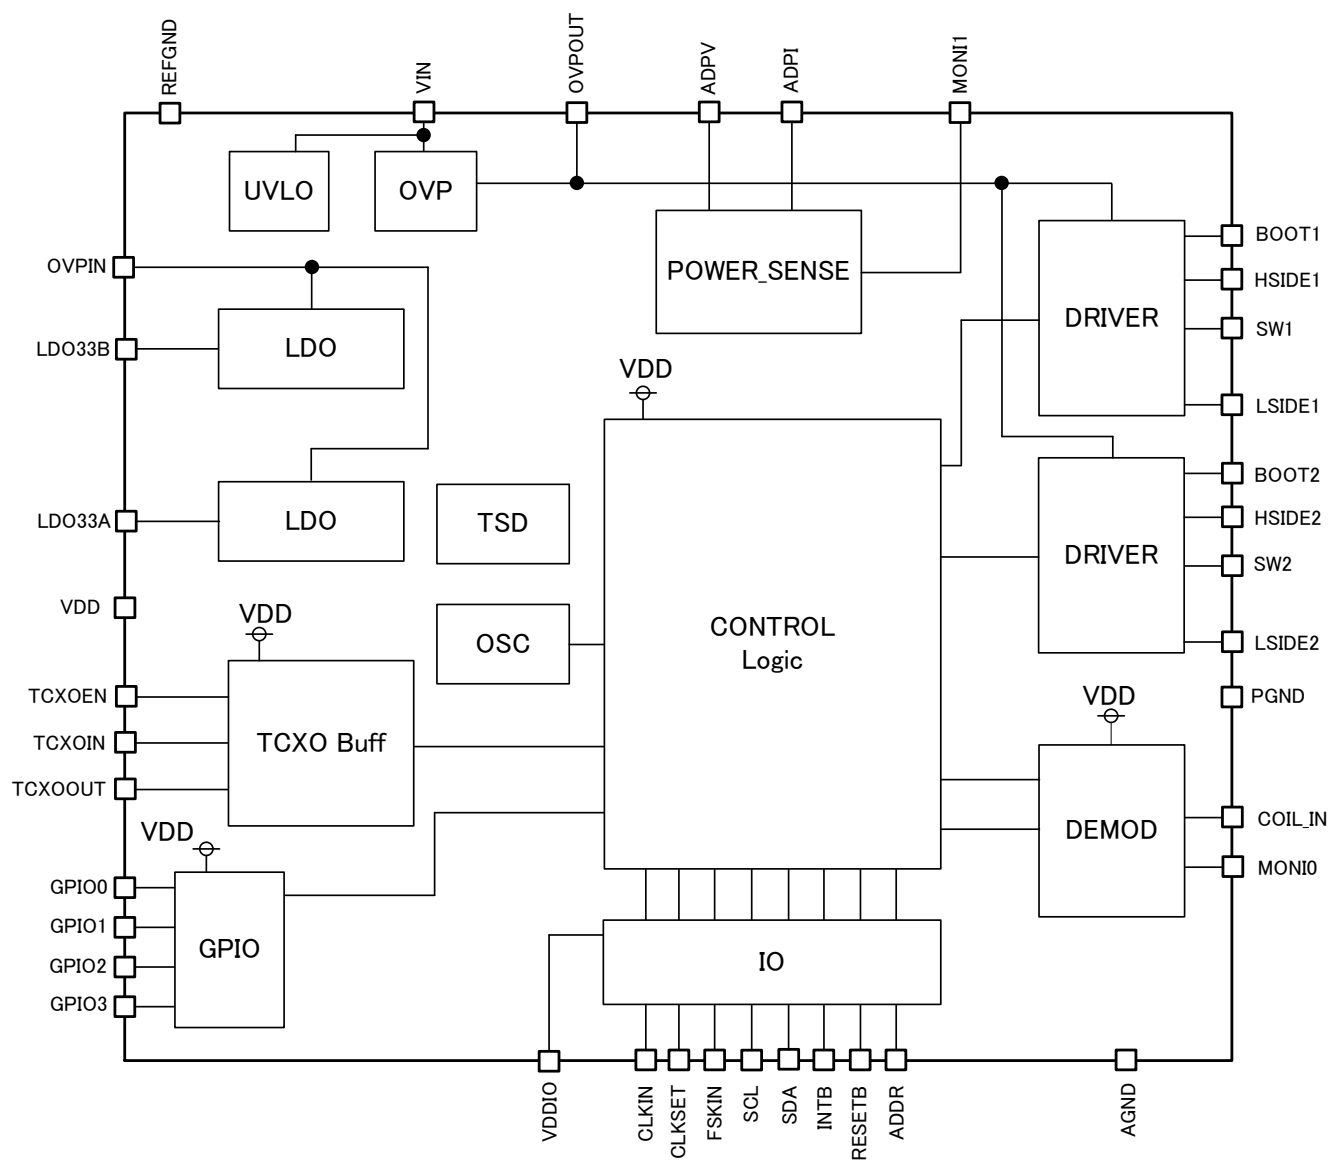 REFGND
VIN
OVPOUT
ADPV
ADPI
MONI1
UVLO
OVP
POWER_SENSE
OVPIN
LDO33B
LDO
LDO33A
LDO
VDD
TSD
OSC
VDD
CONTROL
Logic
DRIVER
BOOT1
HSIDE1
SW1
LSIDE1
DRIVER
BOOT2
HSIDE2
SW2
LSIDE2
PGND
VDD
TCXOEN
TCXOIN
TCXOOUT
TCXO Buff
VDD
DEMOD
COIL_IN
MONI0
VDD
GPIO0
GPIO1
GPIO2
GPIO3
GPIO
IO
VDDIO
CLKIN
CLKSET
FSKIN
SCL
SDA
INTB
RESETB
ADDR
AGND